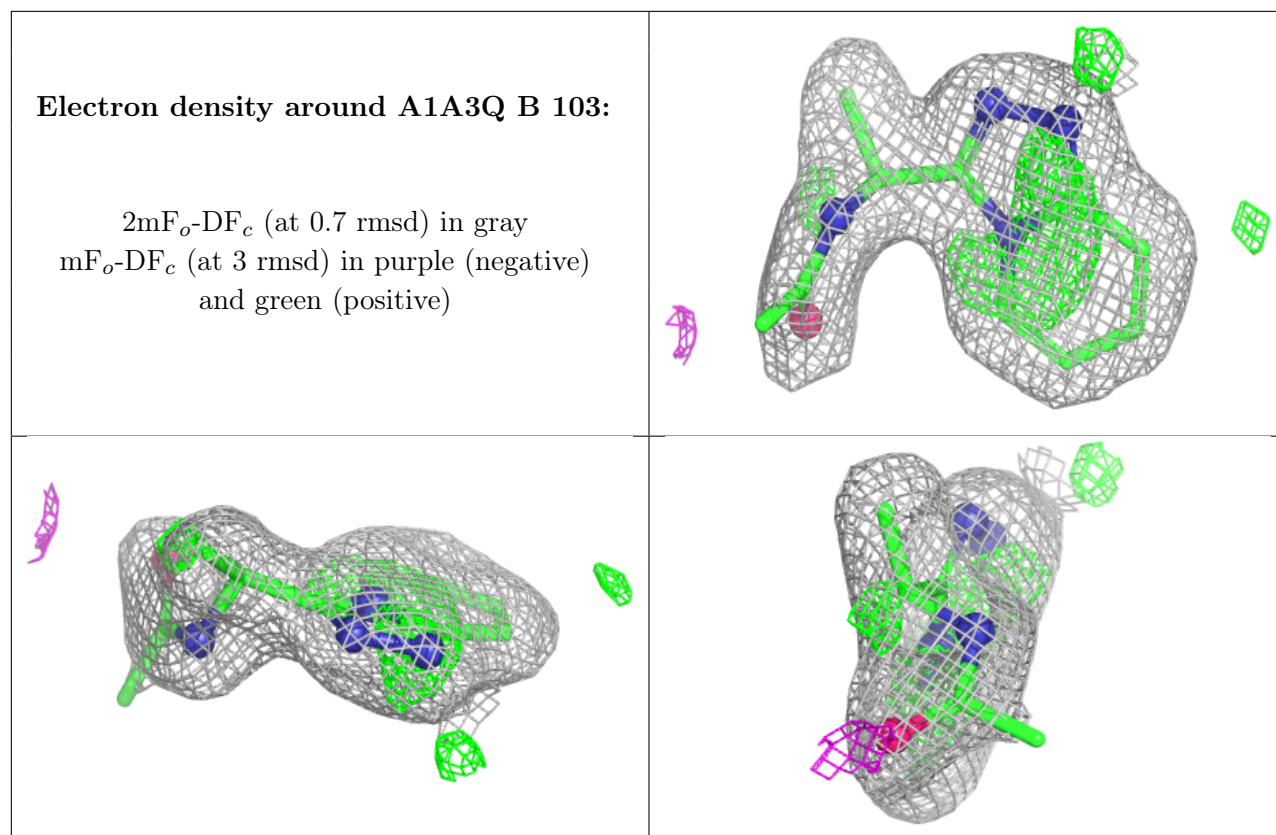 Electron density around A1A3Q B 103:
2mFo-DFc (at 0.7 rmsd) in gray
mFo-DFc (at 3 rmsd) in purple (negative)
and green (positive)